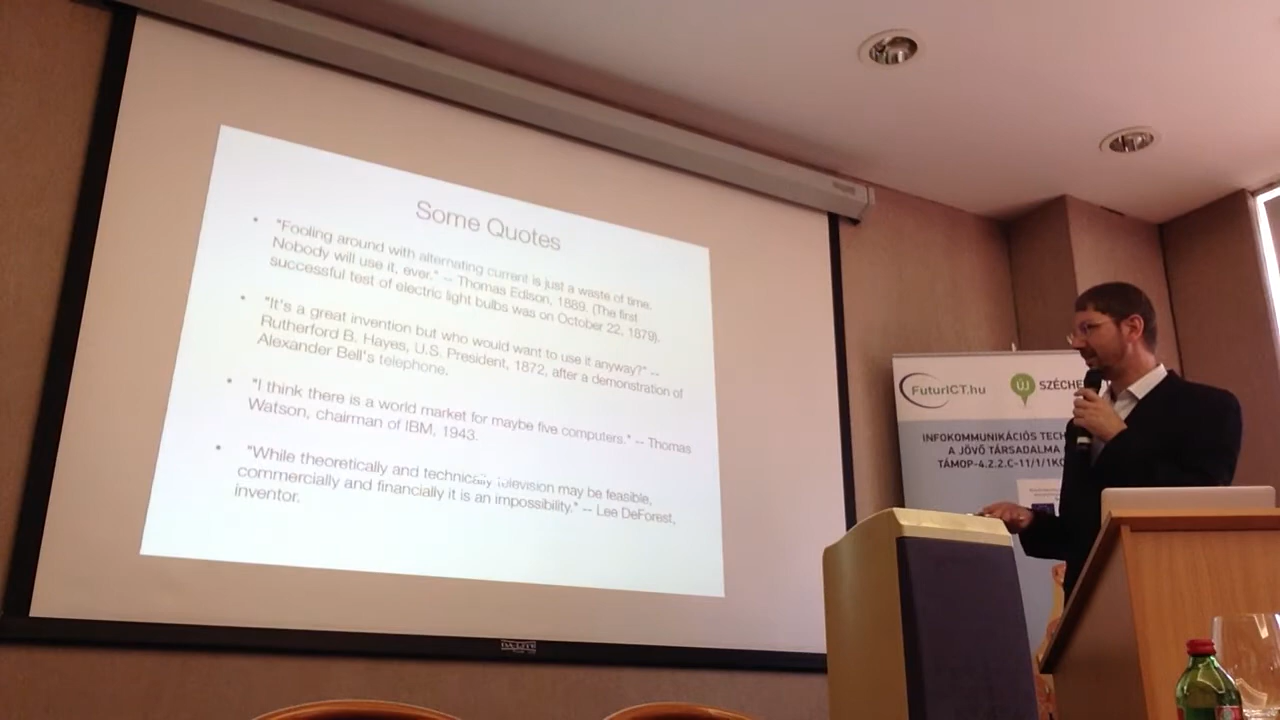 Some Quotes
• "Fooling around with alternating current is just a waste of time.
Nobody will use it, ever." -- Thomas Edison, 1889. (The first
successful test of electric light bulbs was on October 22, 1879).
• "It's a great invention but who would want to use it anyway?" --
Rutherford B. Hayes, U.S. President, 1872, after a demonstration of
Alexander Bell's telephone.
• "I think there is a world market for maybe five computers." -- Thomas
Watson, chairman of IBM, 1943.
• "While theoretically and technically television may be feasible,
commercially and financially it is an impossibility." -- Lee DeForest,
inventor.
FuturICT.hu
ÚJ SZÉCHE
INFOKOMMUNIKÁCIÓS TECH
A JÖVŐ TÁRSADALMA
TÁMOP-4.2.2.C-11/1/1KO